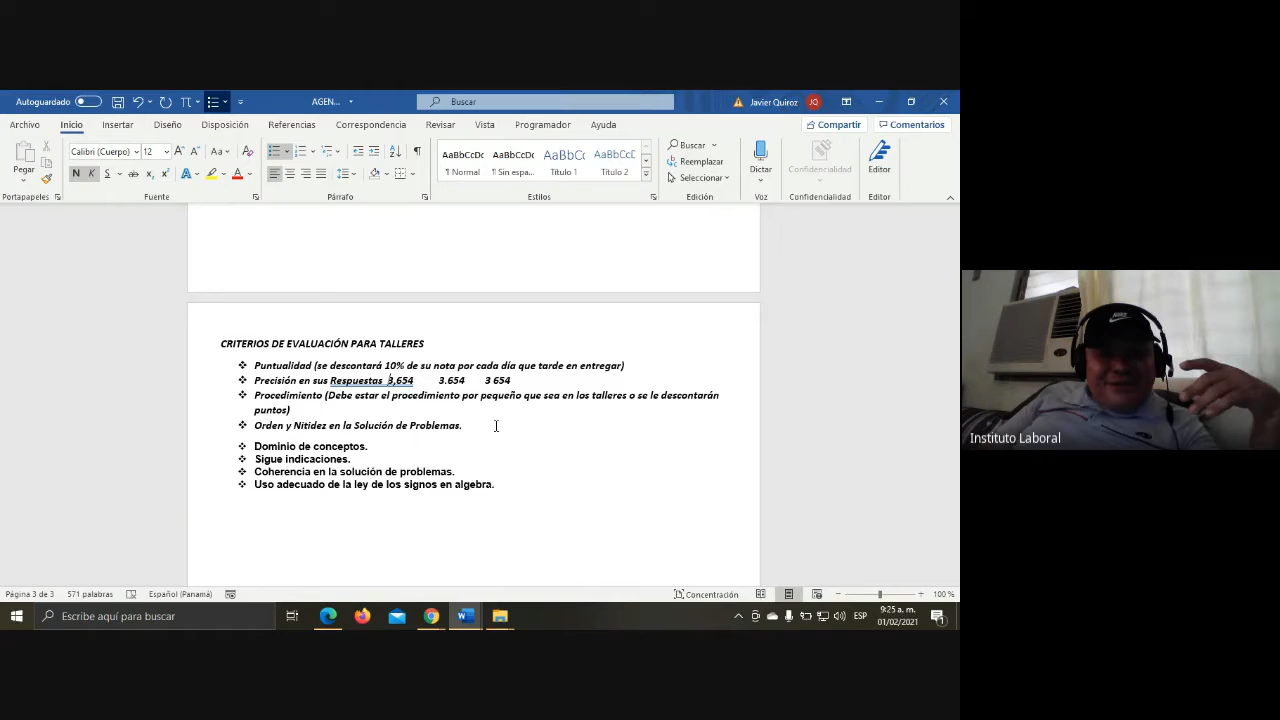 Autoguardado
AGEN...
Buscar
Javier Quiroz
JQ
Archivo
Inicio
Insertar
Diseño
Disposición
Referencias
Correspondencia
Revisar
Vista
Programador
Ayuda
Compartir
Comentarios
Pegar
Calibri (Cuerpo)
12
Aa
N K S ab x₂ x²
AaBbCcDc
AaBbCcDc
AaBbC
AaBbCcD
¶ Normal
¶ Sin espa...
Título 1
Título 2
Buscar
Reemplazar
Seleccionar
Dictar
Confidencialidad
Editor
Portapapeles
Fuente
Párrafo
Estilos
Edición
Voz
Confidencialidad
Editor
CRITERIOS DE EVALUACIÓN PARA TALLERES
Puntualidad (se descontará 10% de su nota por cada día que tarde en entregar)
Precisión en sus Respuestas 3,654 3.654 3 654
Procedimiento (Debe estar el procedimiento por pequeño que sea en los talleres o se le descontarán
puntos)
Orden y Nitidez en la Solución de Problemas.
Dominio de conceptos.
Sigue indicaciones.
Coherencia en la solución de problemas.
Uso adecuado de la ley de los signos en algebra.
Instituto Laboral
Página 3 de 3
571 palabras
Español (Panamá)
Concentración
100 %
Escribe aquí para buscar
ESP
9:25 a. m.
01/02/2021